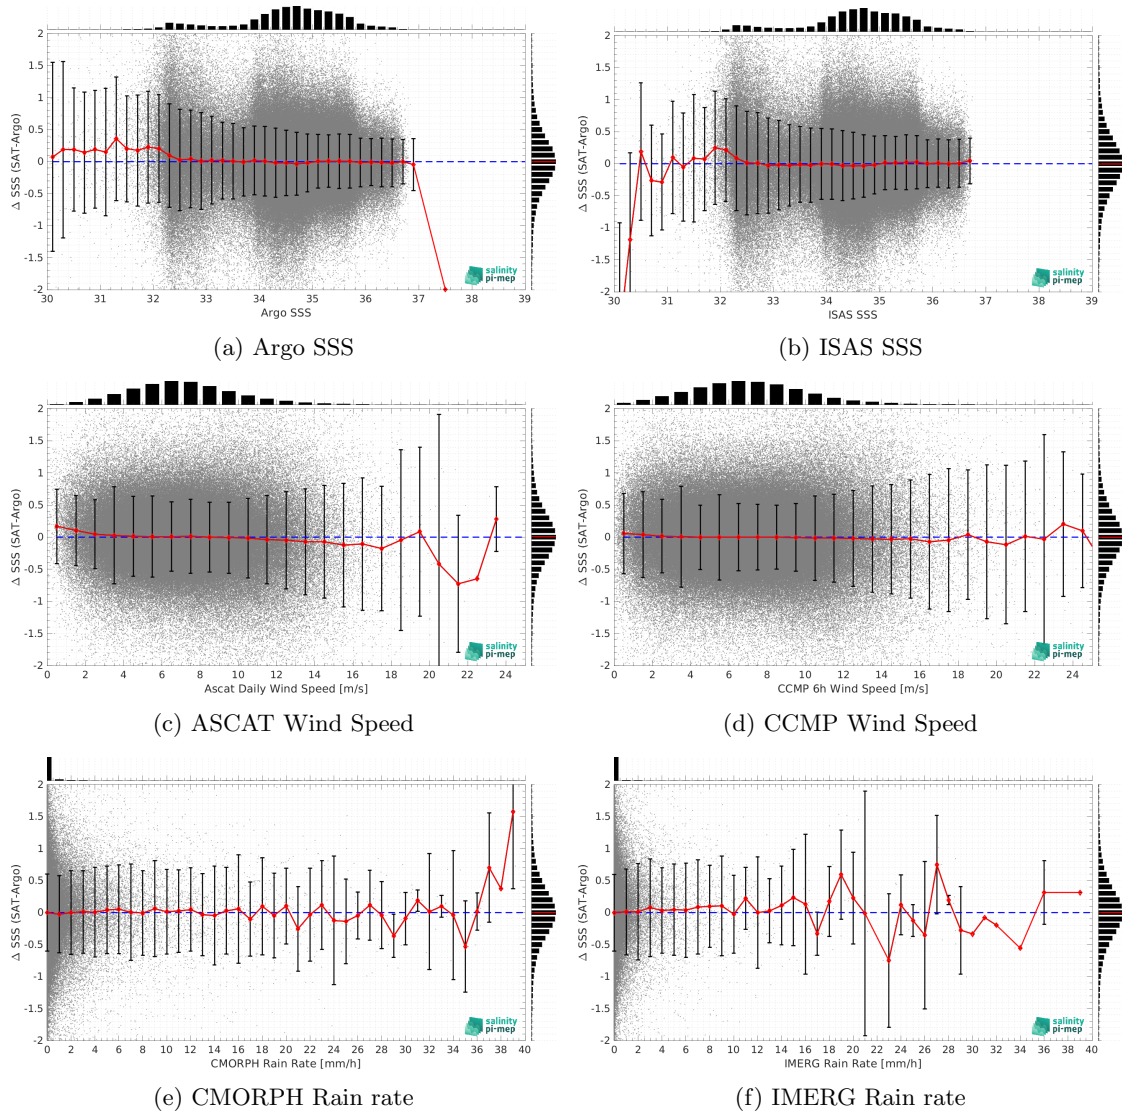 2
1.5
1
0.5
0
-0.5
-1
-1.5
-2
Δ SSS (SAT-Argo)
30 31 32 33 34 35 36 37 38 39
Argo SSS
salinity
pi-mep
(a) Argo SSS
2
1.5
1
0.5
0
-0.5
-1
-1.5
-2
Δ SSS (SAT-Argo)
30 31 32 33 34 35 36 37 38 39
ISAS SSS
salinity
pi-mep
(b) ISAS SSS
2
1.5
1
0.5
0
-0.5
-1
-1.5
-2
Δ SSS (SAT-Argo)
0 2 4 6 8 10 12 14 16 18 20 22 24
Ascat Daily Wind Speed [m/s]
salinity
pi-mep
(c) ASCAT Wind Speed
2
1.5
1
0.5
0
-0.5
-1
-1.5
-2
Δ SSS (SAT-Argo)
0 2 4 6 8 10 12 14 16 18 20 22 24
CCMP 6h Wind Speed [m/s]
salinity
pi-mep
(d) CCMP Wind Speed
2
1.5
1
0.5
0
-0.5
-1
-1.5
-2
Δ SSS (SAT-Argo)
0 2 4 6 8 10 12 14 16 18 20 22 24 26 28 30 32 34 36 38 40
CMORPH Rain Rate [mm/h]
salinity
pi-mep
(e) CMORPH Rain rate
2
1.5
1
0.5
0
-0.5
-1
-1.5
-2
Δ SSS (SAT-Argo)
0 2 4 6 8 10 12 14 16 18 20 22 24 26 28 30 32 34 36 38 40
IMERG Rain Rate [mm/h]
salinity
pi-mep
(f) IMERG Rain rate